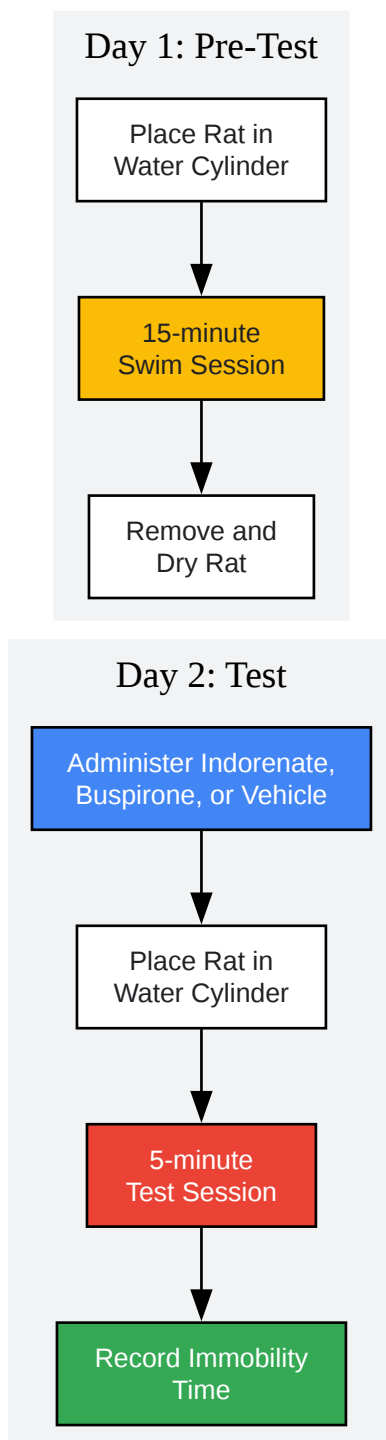 Day 1: Pre-Test
Place Rat in
Water Cylinder
15-minute
Swim Session
Remove and
Dry Rat
Day 2: Test
Administer Indorenate,
Buspirone, or Vehicle
Place Rat in
Water Cylinder
5-minute
Test Session
Record Immobility
Time